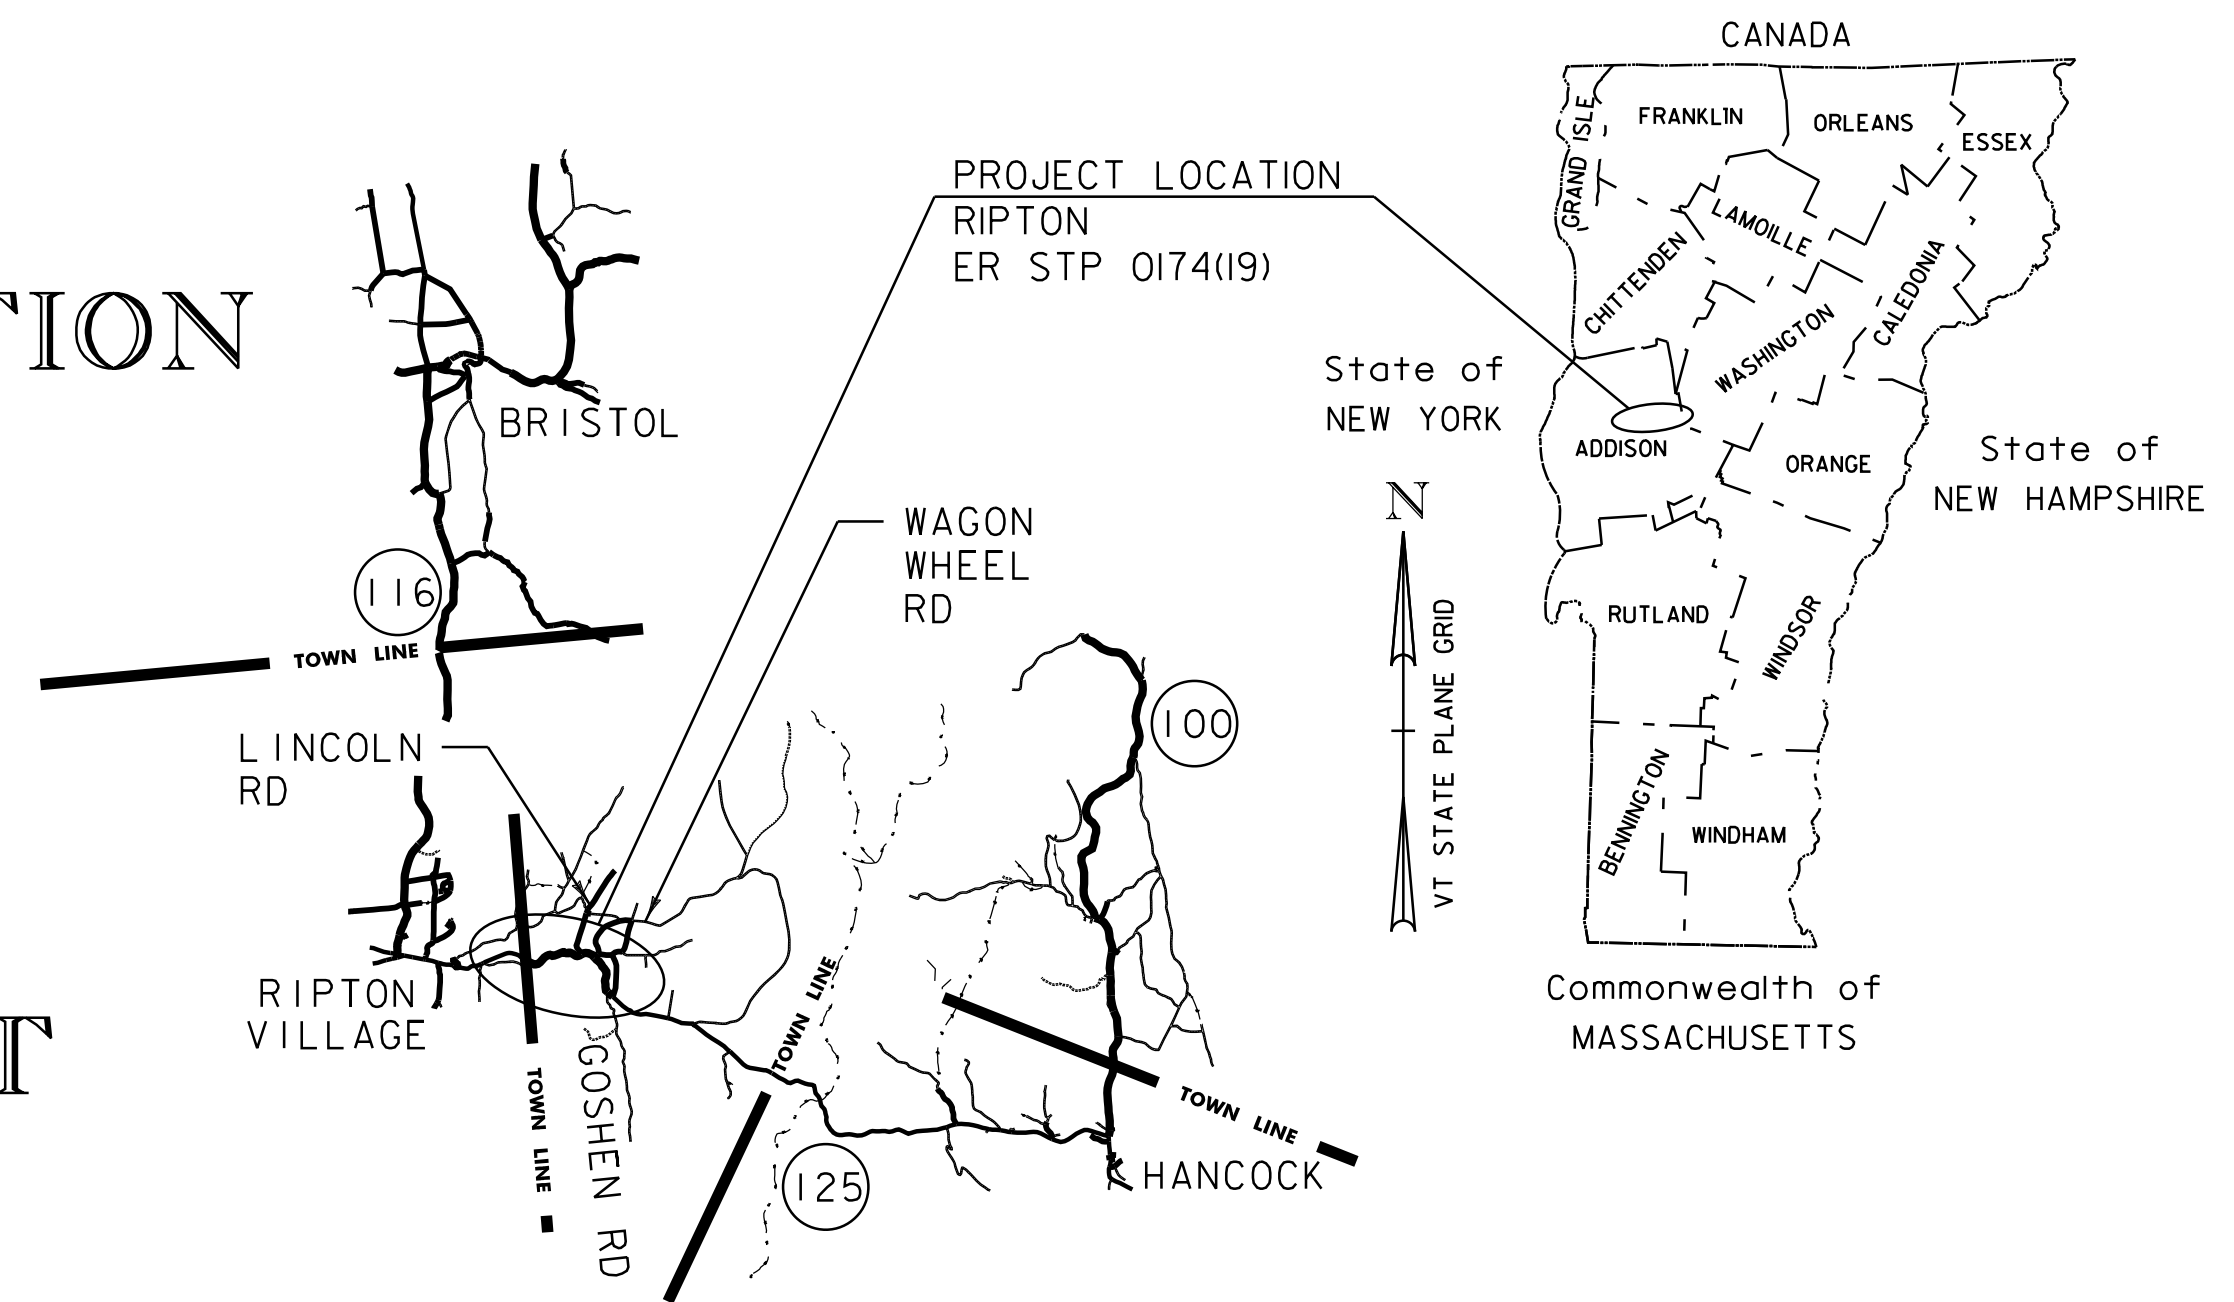 TION
T
PROJECT LOCATION
RIPTON
ER STP 0174(19)
BRISTOL
116
TOWN LINE
LINCOLN
RD
WAGON
WHEEL
RD
100
RIPTON
VILLAGE
TOWN LINE
GOSHEN RD
TOWN LINE
125
TOWN LINE
HANCOCK
N
VT STATE PLANE GRID
CANADA
GRAND ISLE
FRANKLIN
ORLEANS
ESSEX
LAMOILLE
CHITTENDEN
CALEDONIA
WASHINGTON
State of
NEW YORK
ADDISON
ORANGE
State of
NEW HAMPSHIRE
RUTLAND
WINDSOR
BENNINGTON
WINDHAM
Commonwealth of
MASSACHUSETTS